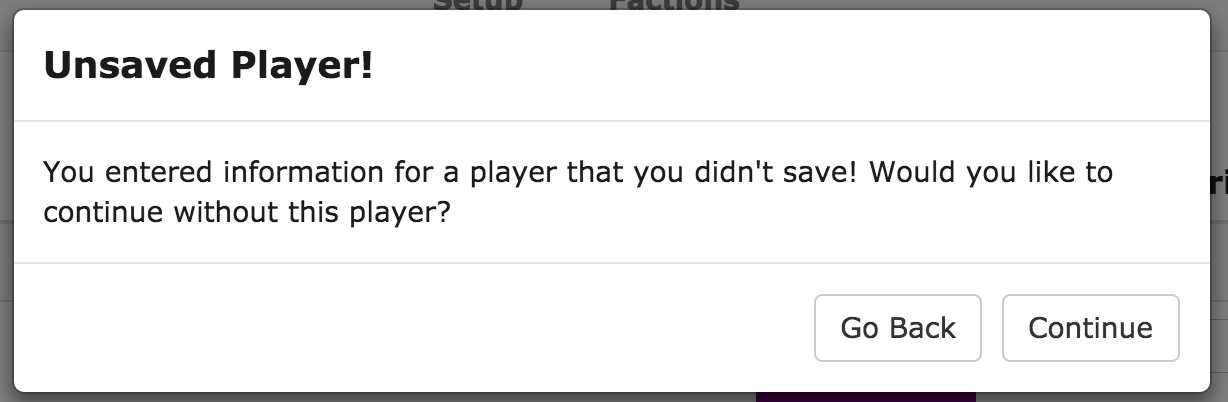 Setup Factions
Unsaved Player!
You entered information for a player that you didn't save! Would you like to
continue without this player?
Go Back Continue